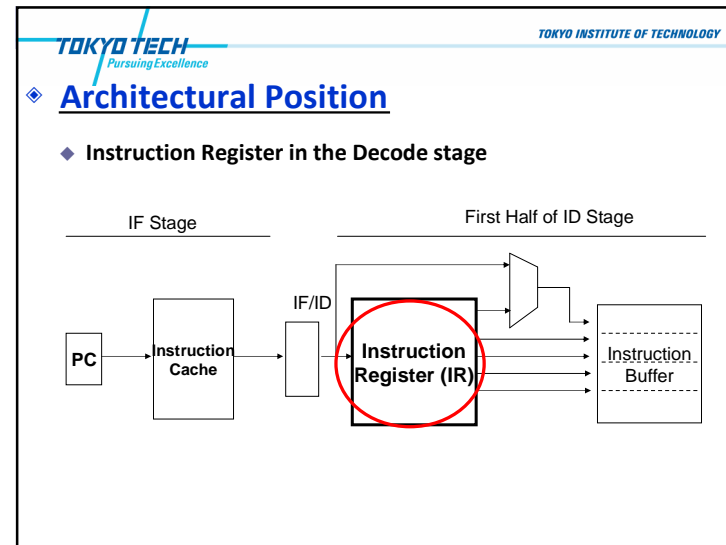 TOKYO TECH
Pursuing Excellence
TOKYO INSTITUTE OF TECHNOLOGY
Architectural Position
Instruction Register in the Decode stage
IF Stage
First Half of ID Stage
IF/ID
PC
Instruction
Cache
Instruction
Register (IR)
Instruction
Buffer